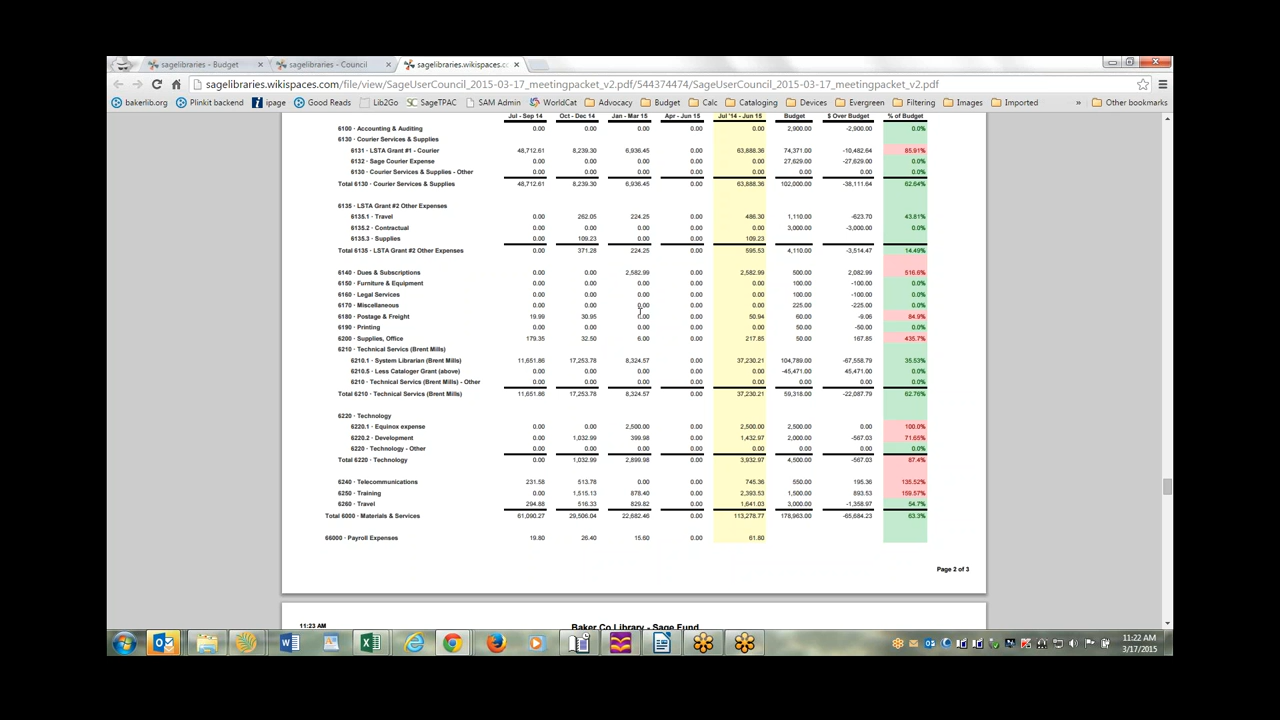 sagelibraries - Budget
sagelibraries - Council
sagelibraries.wikispaces.co
sagelibraries.wikispaces.com/file/view/SageUserCouncil_2015-03-17_meetingpacket_v2.pdf/544374474/SageUserCouncil_2015-03-17_meetingpacket_v2.pdf
bakerlib.org Plinkit backend ipage Good Reads Lib2Go SageTPAC SAM Admin WorldCat Advocacy Budget Calc Cataloging Devices Evergreen Filtering Images Imported » Other bookmarks
Jul - Sep 14 Oct - Dec 14 Jan - Mar 15 Apr - Jun 15 Jul '14 - Jun 15 Budget $ Over Budget % of Budget
6100 · Accounting & Auditing 0.00 0.00 0.00 0.00 0.00 2,900.00 -2,900.00 0.0%
6130 · Courier Services & Supplies
6131 · LSTA Grant #1 - Courier 48,712.61 8,239.30 6,936.45 0.00 63,888.36 74,371.00 -10,482.64 85.91%
6132 · Sage Courier Expense 0.00 0.00 0.00 0.00 0.00 27,629.00 -27,629.00 0.0%
6130 · Courier Services & Supplies - Other 0.00 0.00 0.00 0.00 0.00 0.00 0.00 0.0%
Total 6130 · Courier Services & Supplies 48,712.61 8,239.30 6,936.45 0.00 63,888.36 102,000.00 -38,111.64 62.64%
6135 · LSTA Grant #2 Other Expenses
6135.1 · Travel 0.00 262.05 224.25 0.00 486.30 1,110.00 -623.70 43.81%
6135.2 · Contractual 0.00 0.00 0.00 0.00 0.00 3,000.00 -3,000.00 0.0%
6135.3 · Supplies 0.00 109.23 0.00 0.00 109.23
Total 6135 · LSTA Grant #2 Other Expenses 0.00 371.28 224.25 0.00 595.53 4,110.00 -3,514.47 14.49%
6140 · Dues & Subscriptions 0.00 0.00 2,582.99 0.00 2,582.99 500.00 2,082.99 516.6%
6150 · Furniture & Equipment 0.00 0.00 0.00 0.00 0.00 100.00 -100.00 0.0%
6160 · Legal Services 0.00 0.00 0.00 0.00 0.00 100.00 -100.00 0.0%
6170 · Miscellaneous 0.00 0.00 0.00 0.00 0.00 225.00 -225.00 0.0%
6180 · Postage & Freight 19.99 30.95 0.00 0.00 50.94 60.00 -9.06 84.9%
6190 · Printing 0.00 0.00 0.00 0.00 0.00 50.00 -50.00 0.0%
6200 · Supplies, Office 179.35 32.50 6.00 0.00 217.85 50.00 167.85 435.7%
6210 · Technical Servics (Brent Mills)
6210.1 · System Librarian (Brent Mills) 11,651.86 17,253.78 8,324.57 0.00 37,230.21 104,789.00 -67,558.79 35.53%
6210.5 · Less Cataloger Grant (above) 0.00 0.00 0.00 0.00 0.00 -45,471.00 45,471.00 0.0%
6210 · Technical Servics (Brent Mills) - Other 0.00 0.00 0.00 0.00 0.00 0.00 0.00 0.0%
Total 6210 · Technical Servics (Brent Mills) 11,651.86 17,253.78 8,324.57 0.00 37,230.21 59,318.00 -22,087.79 62.76%
6220 · Technology
6220.1 · Equinox expense 0.00 0.00 2,500.00 0.00 2,500.00 2,500.00 0.00 100.0%
6220.2 · Development 0.00 1,032.99 399.98 0.00 1,432.97 2,000.00 -567.03 71.65%
6220 · Technology - Other 0.00 0.00 0.00 0.00 0.00 0.00 0.00 0.0%
Total 6220 · Technology 0.00 1,032.99 2,899.98 0.00 3,932.97 4,500.00 -567.03 87.4%
6240 · Telecommunications 231.58 513.78 0.00 0.00 745.36 550.00 195.36 135.52%
6250 · Training 0.00 1,515.13 878.40 0.00 2,393.53 1,500.00 893.53 159.57%
6260 · Travel 294.88 516.33 829.82 0.00 1,641.03 3,000.00 -1,358.97 54.7%
Total 6000 · Materials & Services 61,090.27 29,506.04 22,682.46 0.00 113,278.77 178,963.00 -65,684.23 63.3%
66000 · Payroll Expenses 19.80 26.40 15.60 0.00 61.80
Page 2 of 3
11:23 AM
Baker Co Library - Sage Fund
11:22 AM
3/17/2015